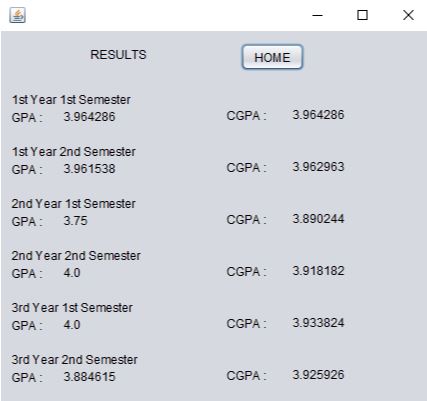 RESULTS HOME
1st Year 1st Semester
GPA : 3.964286 CGPA : 3.964286
1st Year 2nd Semester
GPA : 3.961538 CGPA : 3.962963
2nd Year 1st Semester
GPA : 3.75 CGPA : 3.890244
2nd Year 2nd Semester
GPA : 4.0 CGPA : 3.918182
3rd Year 1st Semester
GPA : 4.0 CGPA : 3.933824
3rd Year 2nd Semester
GPA : 3.884615 CGPA : 3.925926